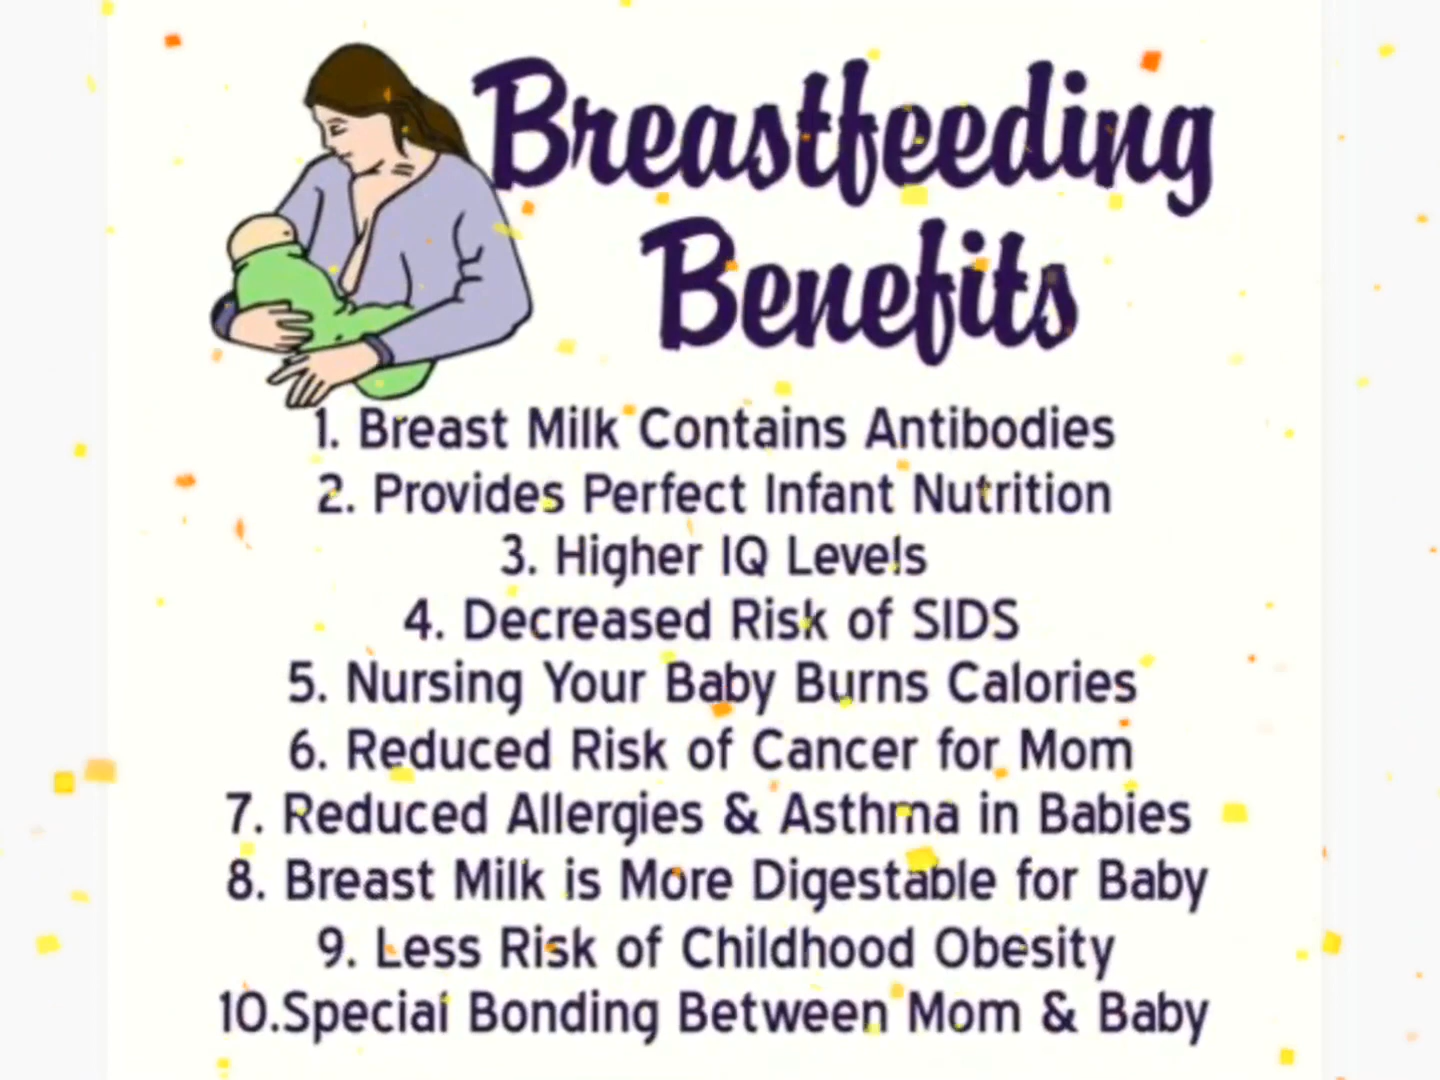 Breastfeeding
Benefits
1. Breast Milk Contains Antibodies
2. Provides Perfect Infant Nutrition
3. Higher IQ Levels
4. Decreased Risk of SIDS
5. Nursing Your Baby Burns Calories
6. Reduced Risk of Cancer for Mom
7. Reduced Allergies & Asthma in Babies
8. Breast Milk is More Digestable for Baby
9. Less Risk of Childhood Obesity
10.Special Bonding Between Mom & Baby